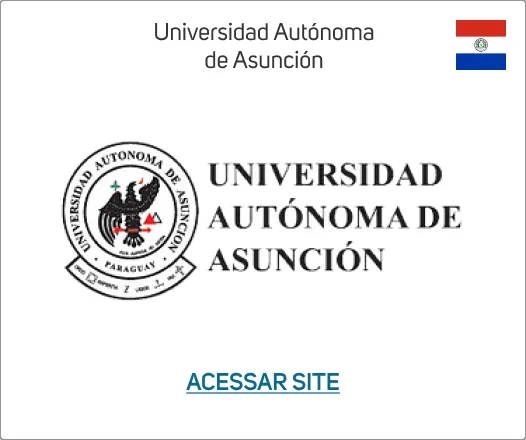 Universidad Autónoma
de Asunción
UNIVERSIDAD AUTONOMA DE ASUNCION
· PARAGUAY ·
UNIVERSIDAD
AUTÓNOMA DE
ASUNCIÓN
ACESSAR SITE